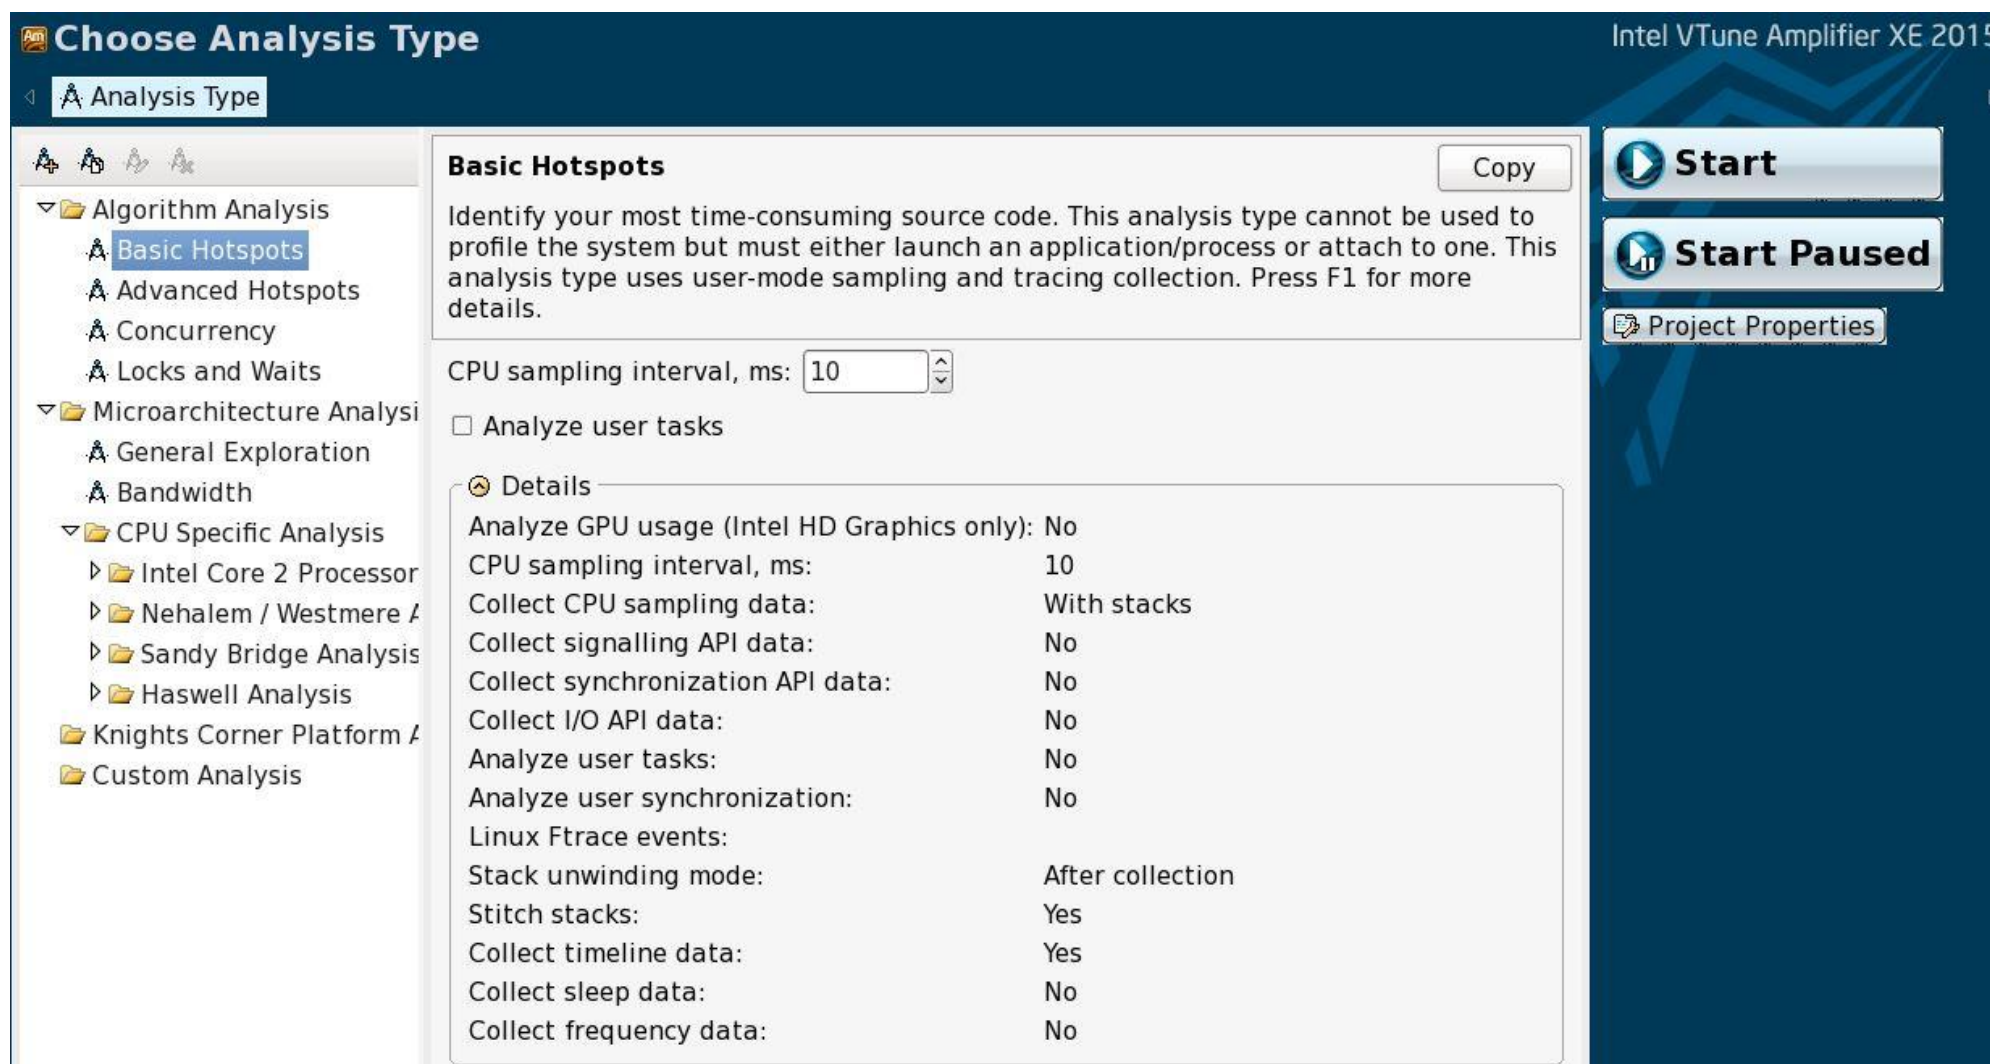 Choose Analysis Type
Intel VTune Amplifier XE 2015
Analysis Type
Algorithm Analysis
Basic Hotspots
Advanced Hotspots
Concurrency
Locks and Waits
Microarchitecture Analysi
General Exploration
Bandwidth
CPU Specific Analysis
Intel Core 2 Processor
Nehalem / Westmere A
Sandy Bridge Analysis
Haswell Analysis
Knights Corner Platform A
Custom Analysis
Basic Hotspots
Copy
Identify your most time-consuming source code. This analysis type cannot be used to
profile the system but must either launch an application/process or attach to one. This
analysis type uses user-mode sampling and tracing collection. Press F1 for more
details.
CPU sampling interval, ms: 10
Analyze user tasks
Details
Analyze GPU usage (Intel HD Graphics only): No
CPU sampling interval, ms: 10
Collect CPU sampling data: With stacks
Collect signalling API data: No
Collect synchronization API data: No
Collect I/O API data: No
Analyze user tasks: No
Analyze user synchronization: No
Linux Ftrace events:
Stack unwinding mode: After collection
Stitch stacks: Yes
Collect timeline data: Yes
Collect sleep data: No
Collect frequency data: No
Start
Start Paused
Project Properties